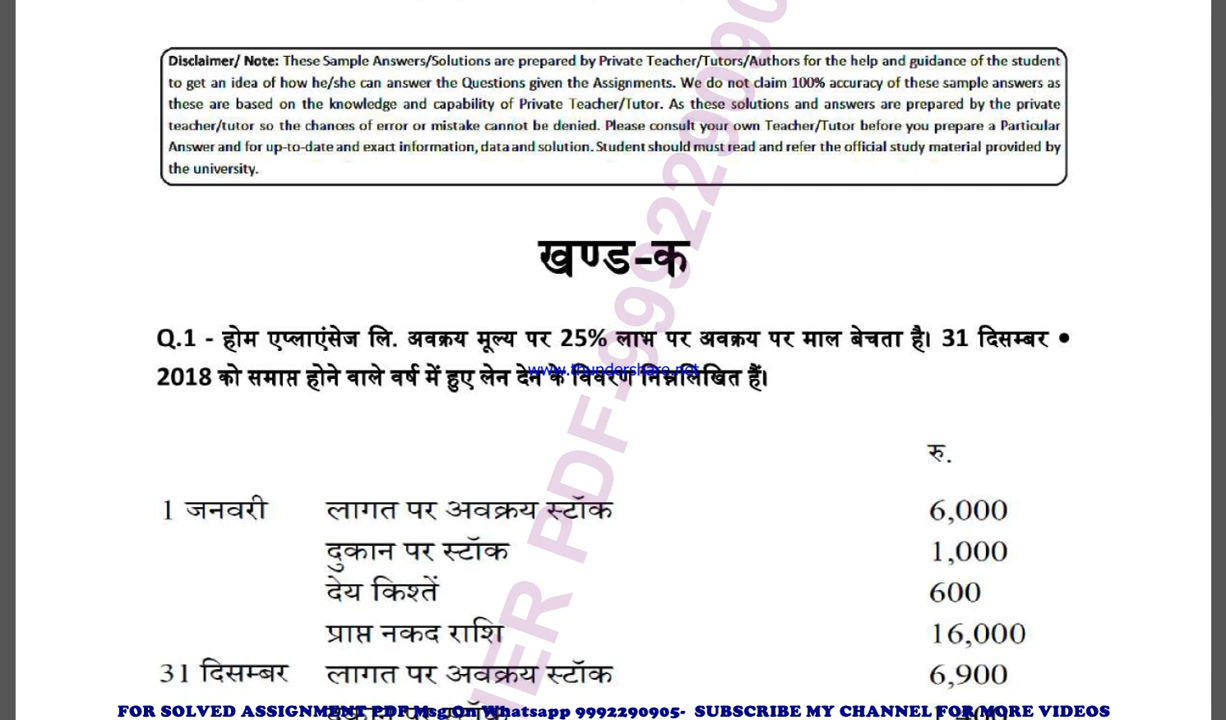 Disclaimer/ Note: These Sample Answers/Solutions are prepared by Private Teacher/Tutors/Authors for the help and guidance of the student
to get an idea of how he/she can answer the Questions given the Assignments. We do not claim 100% accuracy of these sample answers as
these are based on the knowledge and capability of Private Teacher/Tutor. As these solutions and answers are prepared by the private
teacher/tutor so the chances of error or mistake cannot be denied. Please consult your own Teacher/Tutor before you prepare a Particular
Answer and for up-to-date and exact information, data and solution. Student should must read and refer the official study material provided by
the university.
खण्ड-क
Q.1 - होम एप्लाएंसेज लि. अवक्रय मूल्य पर 25% लाभ पर अवक्रय पर माल बेचता है। 31 दिसम्बर •
2018 को समाप्त होने वाले वर्ष में हुए लेन देन के विवरण निम्नलिखित हैं।
www.thundershare.net
रु.
1 जनवरी लागत पर अवक्रय स्टॉक 6,000
दुकान पर स्टॉक 1,000
देय किश्तें 600
प्राप्त नकद राशि 16,000
31 दिसम्बर लागत पर अवक्रय स्टॉक 6,900
FOR SOLVED ASSIGNMENT PDF Msg On Whatsapp 9992290905- SUBSCRIBE MY CHANNEL FOR MORE VIDEOS
HER PDF-9992290905